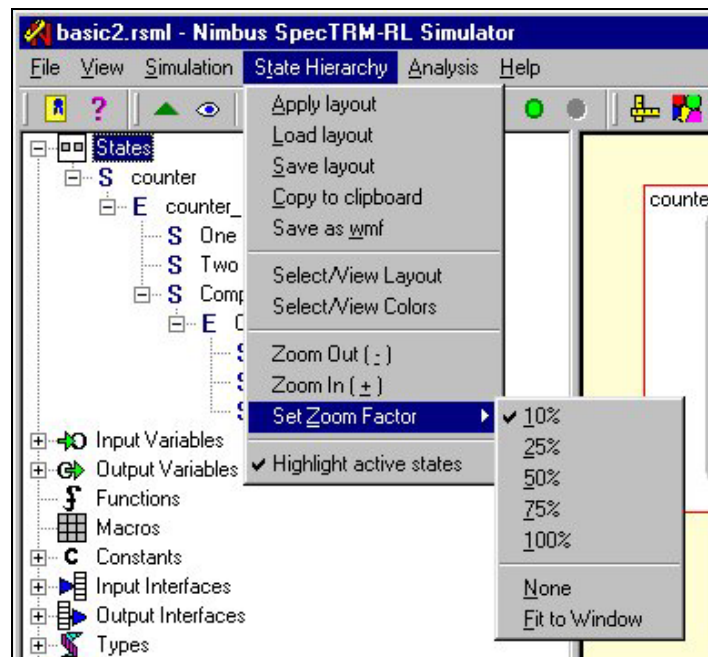 basic2.rsml - Nimbus SpecTRM-RL Simulator
File View Simulation State Hierarchy Analysis Help
States
S counter
E counter_
S One
S Two
S Comp
E
S
S
S
Input Variables
Output Variables
Functions
Macros
C Constants
Input Interfaces
Output Interfaces
Types
Apply layout
Load layout
Save layout
Copy to clipboard
Save as wmf
Select/View Layout
Select/View Colors
Zoom Out ( - )
Zoom In ( + )
Set Zoom Factor
Highlight active states
10%
25%
50%
75%
100%
None
Fit to Window
counte